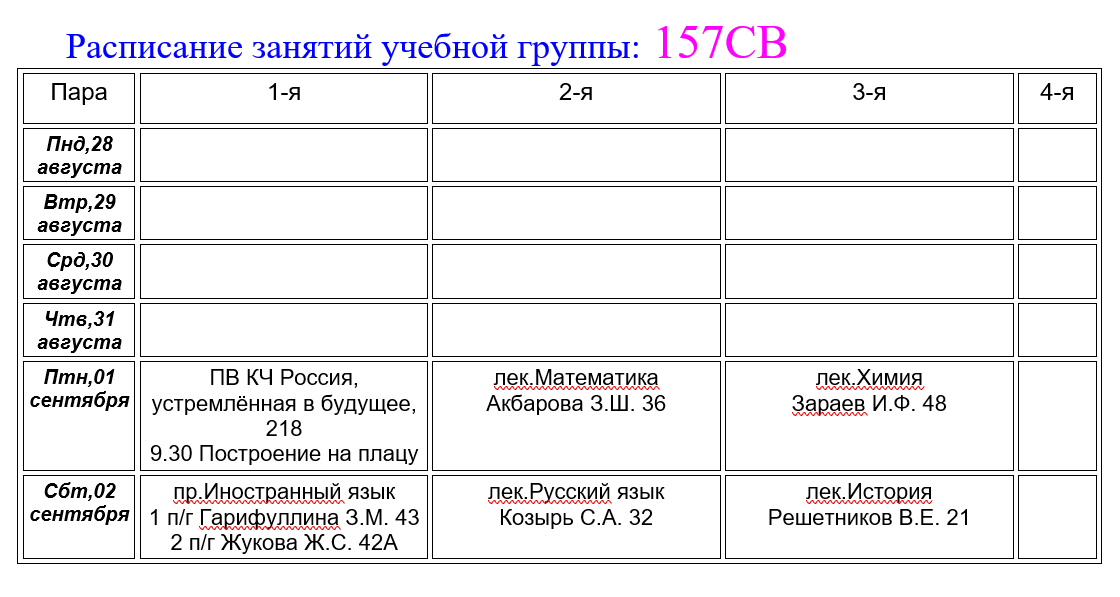 Расписание занятий учебной группы: 157СВ
Пара 1-я 2-я 3-я 4-я
Пнд,28
августа
Втр,29
августа
Срд,30
августа
Чтв,31
августа
Птн,01
сентября
ПВ КЧ Россия,
устремлённая в будущее,
218
9.30 Построение на плацу
лек.Математика
Акбарова З.Ш. 36
лек.Химия
Зараев И.Ф. 48
Сбт,02
сентября
пр.Иностранный язык
1 п/г Гарифуллина З.М. 43
2 п/г Жукова Ж.С. 42А
лек.Русский язык
Козырь С.А. 32
лек.История
Решетников В.Е. 21